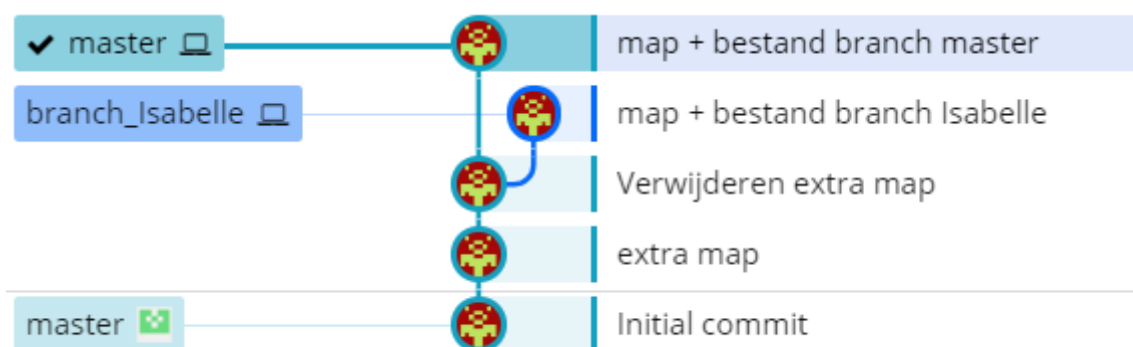 master map + bestand branch master
branch_Isabelle map + bestand branch Isabelle
Verwijderen extra map
extra map
master Initial commit